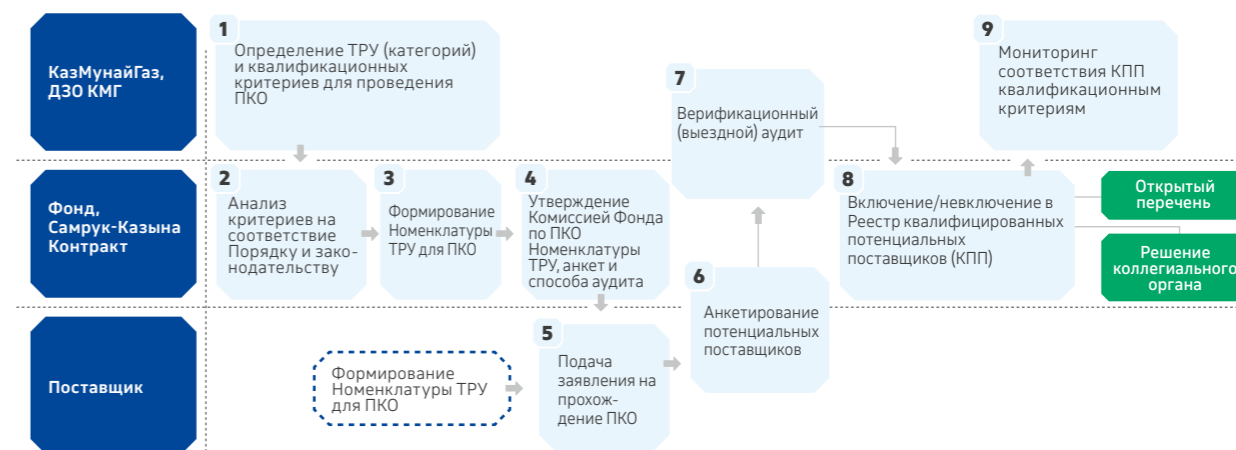 КазМунайГаз,
ДЗО КМГ
1
Определение ТРУ (категорий)
и квалификационных
критериев для проведения
ПКО
7
Верификационный
(выездной) аудит
9
Мониторинг
соответствия КПП
квалификационным
критериям
Фонд,
Самрук-Казына
Контракт
2
Анализ
критериев на
соответствие
Порядку и зако-
нодательству
3
Формирование
Номенклатуры
ТРУ для ПКО
4
Утверждение
Комиссией Фонда
по ПКО
Номенклатуры
ТРУ, анкет и
способа аудита
8
Включение/невключение в
Реестр квалифицированных
потенциальных
поставщиков (КПП)
Открытый
перечень
Решение
коллегиального
органа
Поставщик
Формирование
Номенклатуры ТРУ
для ПКО
5
Подача
заявления на
прохож-
дение ПКО
6
Анкетирование
потенциальных
поставщиков